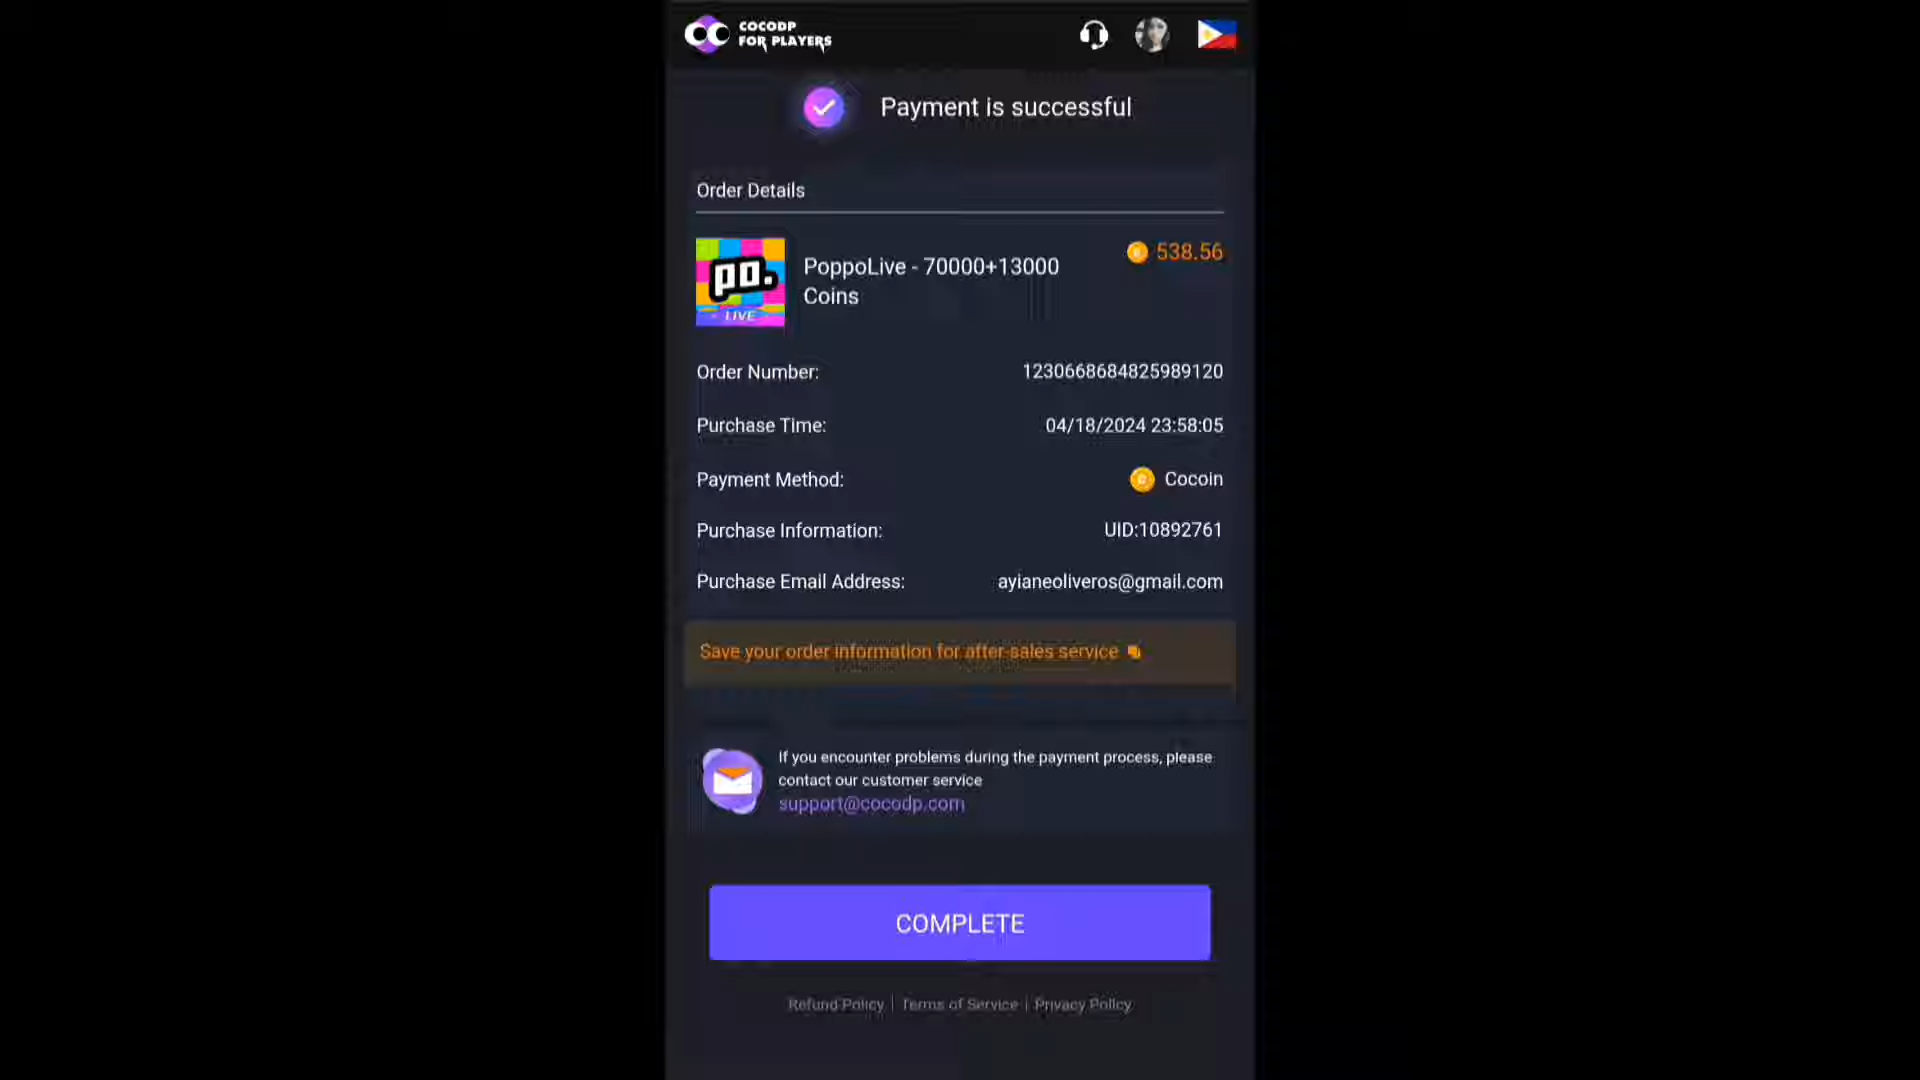 COCODP
FOR PLAYERS
Payment is successful
Order Details
po.
LIVE
PoppoLive - 70000+13000
Coins
538.56
Order Number: 1230668684825989120
Purchase Time: 04/18/2024 23:58:05
Payment Method: Cocoin
Purchase Information: UID:10892761
Purchase Email Address: ayianeoliveros@gmail.com
Save your order information for after-sales service
If you encounter problems during the payment process, please
contact our customer service
support@cocodp.com
COMPLETE
Refund Policy | Terms of Service | Privacy Policy